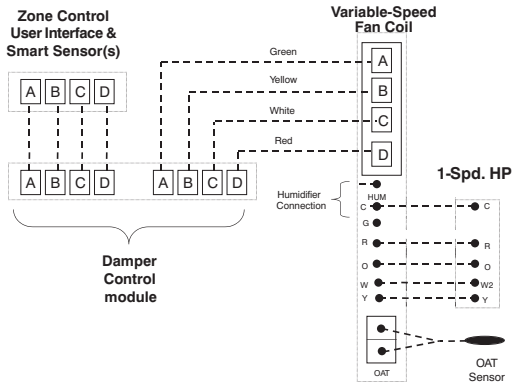 Zone Control
User Interface &
Smart Sensor(s)
A B C D
A B C D
Damper
Control
module
A B C D
Green
Yellow
White
Red
Variable-Speed
Fan Coil
A
B
C
D
Humidifier
Connection
HUM
C
G
R
O
W
Y
OAT
1-Spd. HP
C
R
O
W2
Y
OAT
Sensor